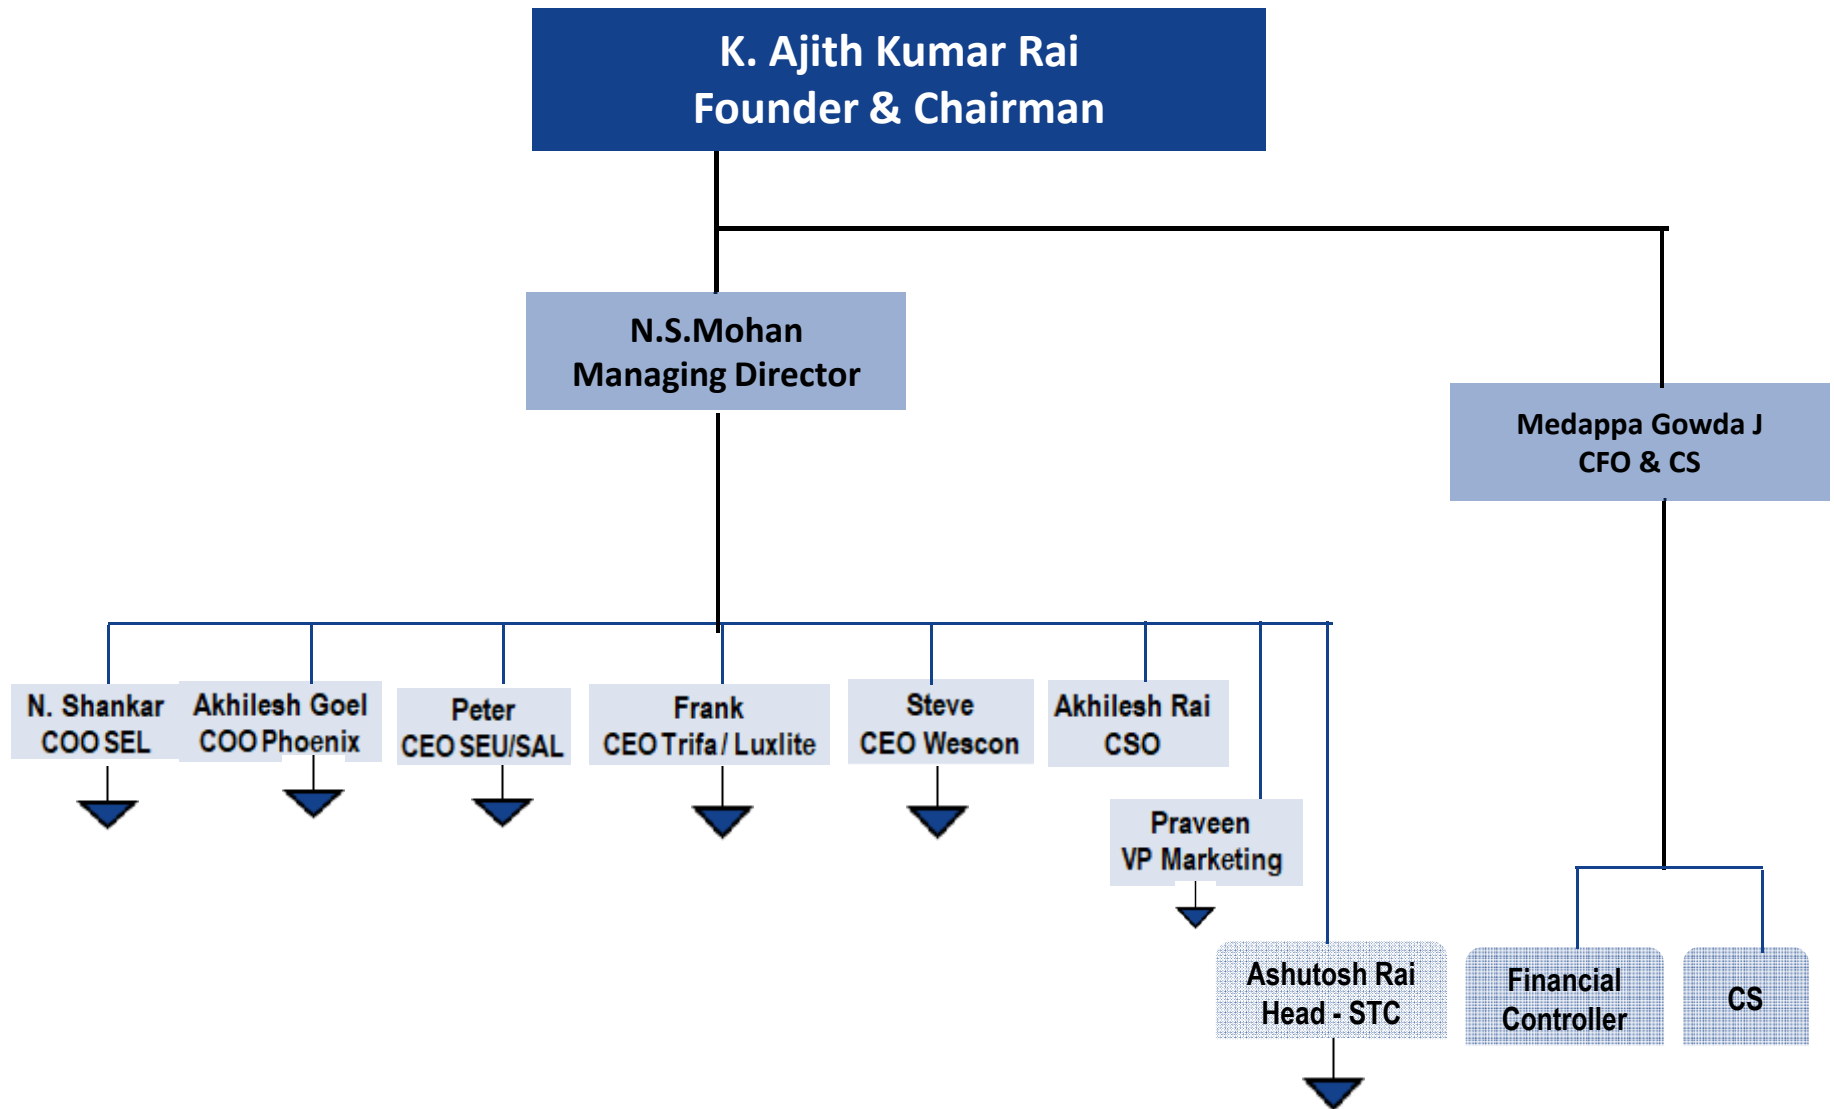 K. Ajith Kumar Rai
Founder & Chairman
N.S.Mohan
Managing Director
Medappa Gowda J
CFO & CS
N. Shankar
COO SEL
Akhilesh Goel
COO Phoenix
Peter
CEO SEU/SAL
Frank
CEO Trifa / Luxlite
Steve
CEO Wescon
Akhilesh Rai
CSO
Praveen
VP Marketing
Ashutosh Rai
Head - STC
Financial
Controller
CS